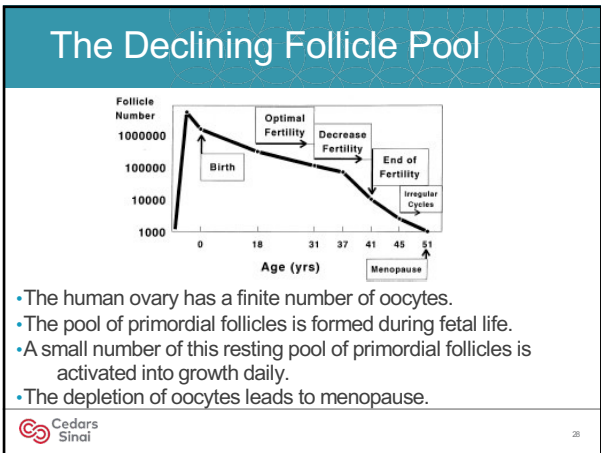 The Declining Follicle Pool
Follicle
Number
1000000
100000
10000
1000
Optimal
Fertility
Decrease
Fertility
Birth
End of
Fertility
Irregular
Cycles
0 18 31 37 41 45 51
Age (yrs)
Menopause
•The human ovary has a finite number of oocytes.
•The pool of primordial follicles is formed during fetal life.
•A small number of this resting pool of primordial follicles is
activated into growth daily.
•The depletion of oocytes leads to menopause.
Cedars
Sinai
28